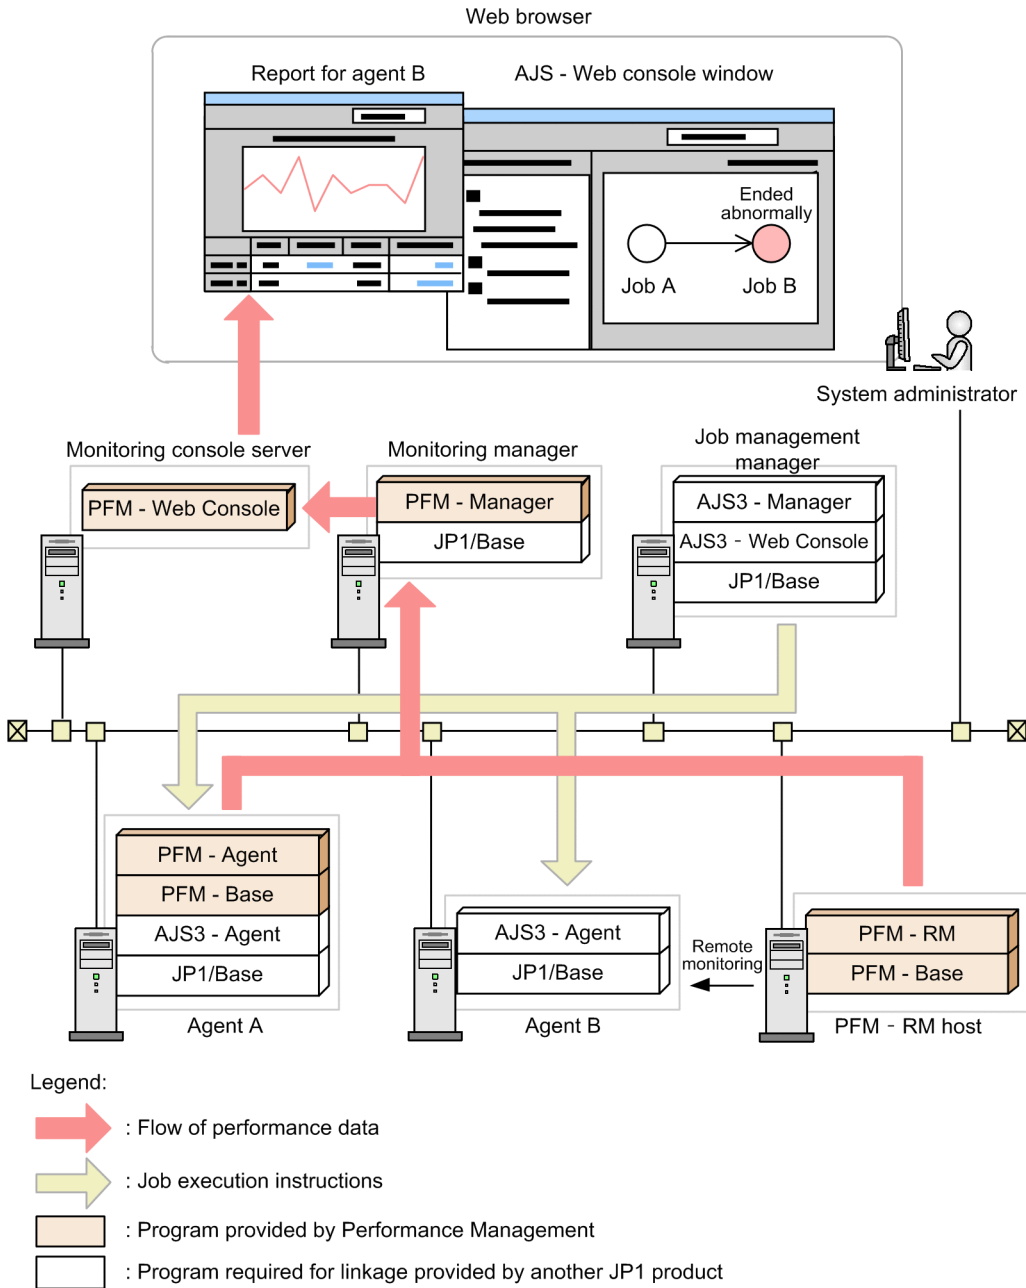 Web browser
Report for agent B
AJS - Web console window
Ended
abnormally
Job A
Job B
System administrator
Monitoring console server
PFM - Web Console
Monitoring manager
PFM - Manager
JP1/Base
Job management
manager
AJS3 - Manager
AJS3 - Web Console
JP1/Base
PFM - Agent
PFM - Base
AJS3 - Agent
JP1/Base
Agent A
AJS3 - Agent
JP1/Base
Agent B
Remote
monitoring
PFM - RM
PFM - Base
PFM - RM host
Legend:
: Flow of performance data
: Job execution instructions
: Program provided by Performance Management
: Program required for linkage provided by another JP1 product